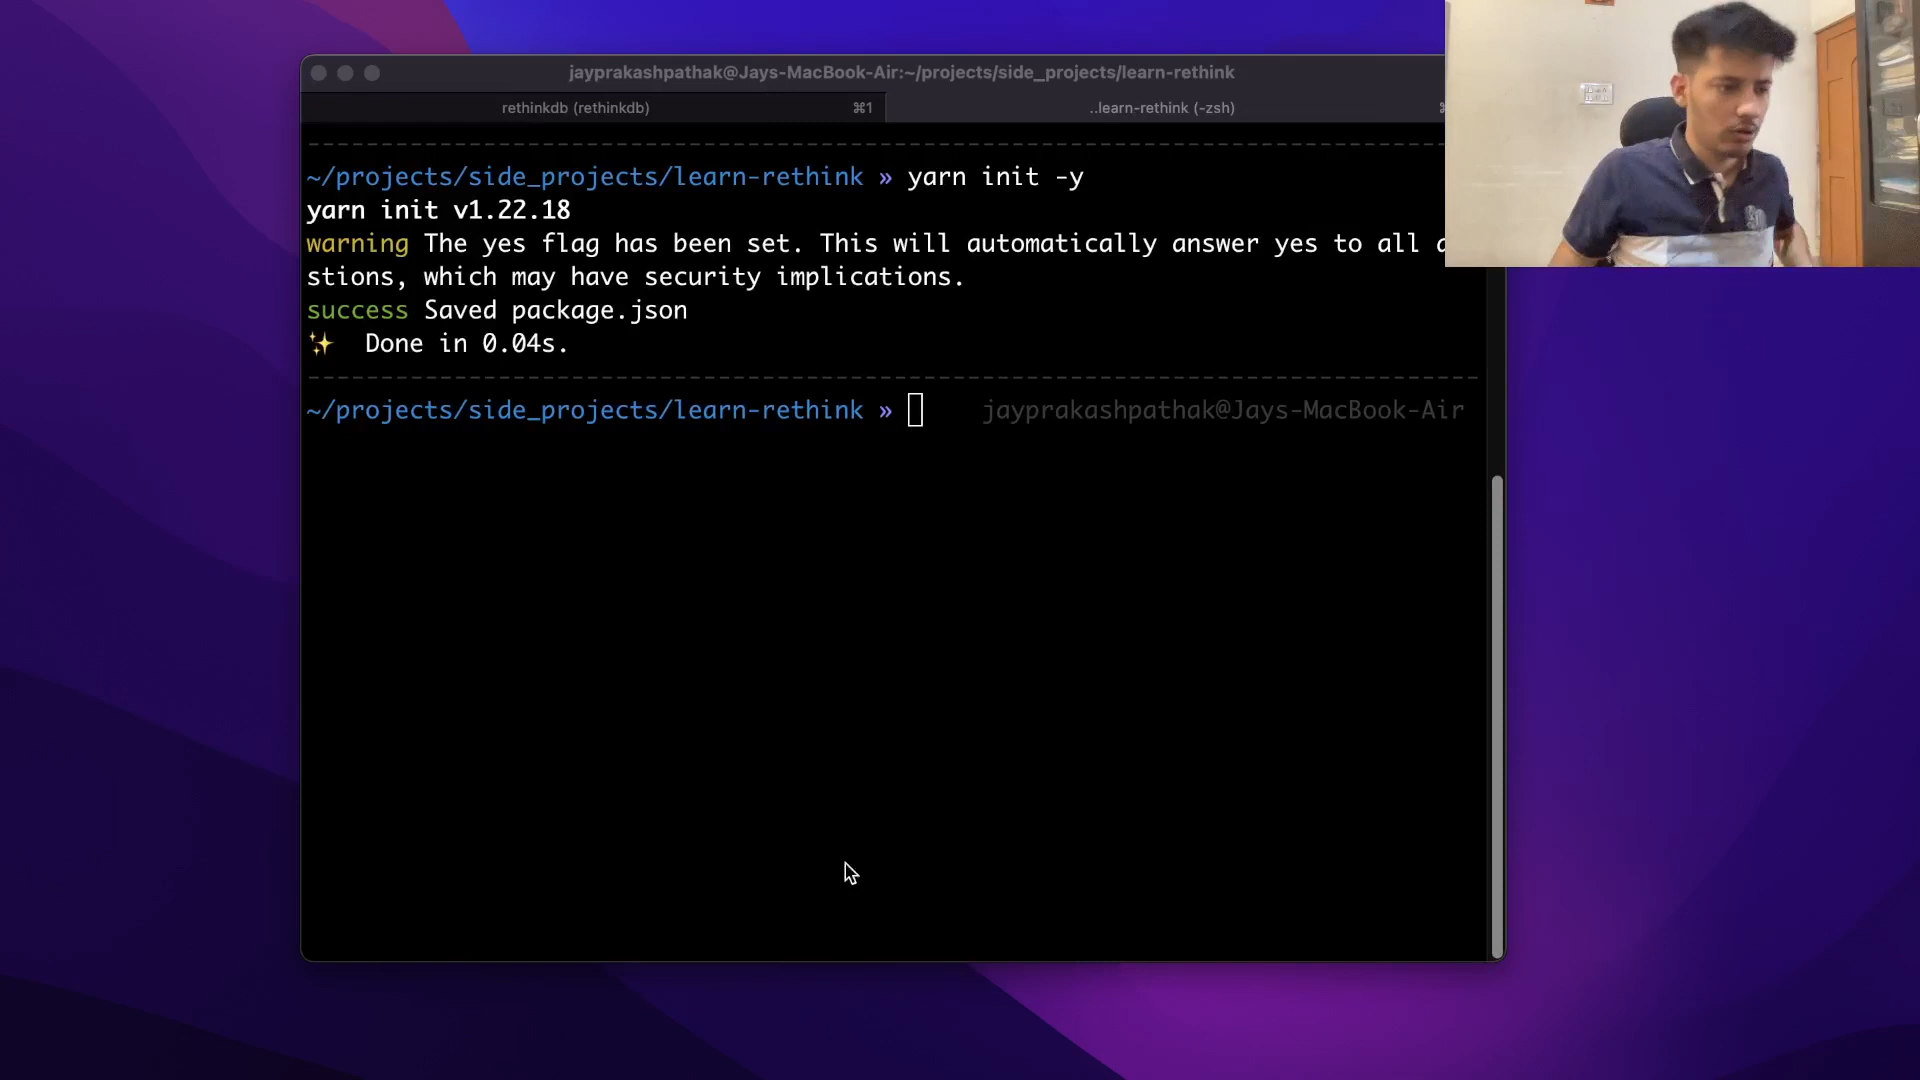 jayprakashpathak@Jays-MacBook-Air:~/projects/side_projects/learn-rethink
rethinkdb (rethinkdb) ⌘1 ..learn-rethink (-zsh)
~/projects/side_projects/learn-rethink » yarn init -y
yarn init v1.22.18
warning The yes flag has been set. This will automatically answer yes to all
stions, which may have security implications.
success Saved package.json
✨ Done in 0.04s.
~/projects/side_projects/learn-rethink » jayprakashpathak@Jays-MacBook-Air